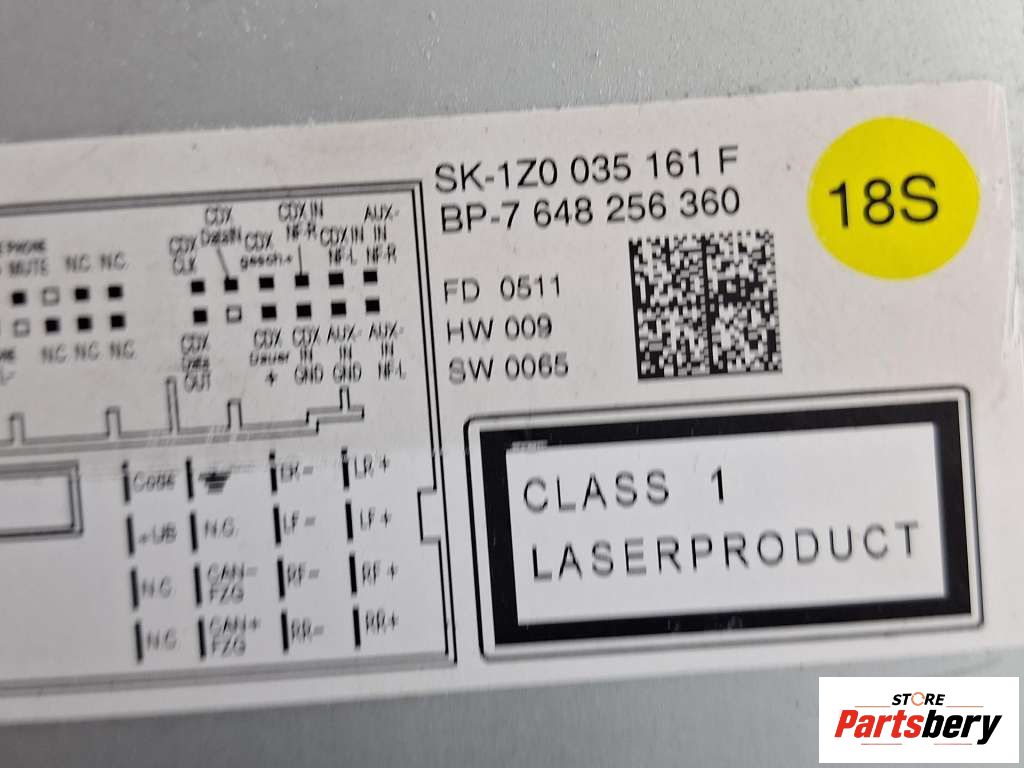 SK-1Z0 035 161 F
BP-7 648 256 360
18S
FD 0511
HW 009
SW 0065
CLASS 1
LASERPRODUCT
CDX CDX IN AUX-
CDX DataIN CDX NF-R CDX IN IN
CLK gesch.+ NF-L NF-R
MUTE N.C. N.C.
N.C. N.C. N.C.
CDX CDX CDX AUX- AUX-
Data Dauer IN IN IN
OUT + GND GND NF-L
Code LR- LR+
+UB N.C. LF- LF+
N.C. CAN- RF- RF+
FZG
N.C. CAN+ RR- RR+
FZG
STORE
Partsbery